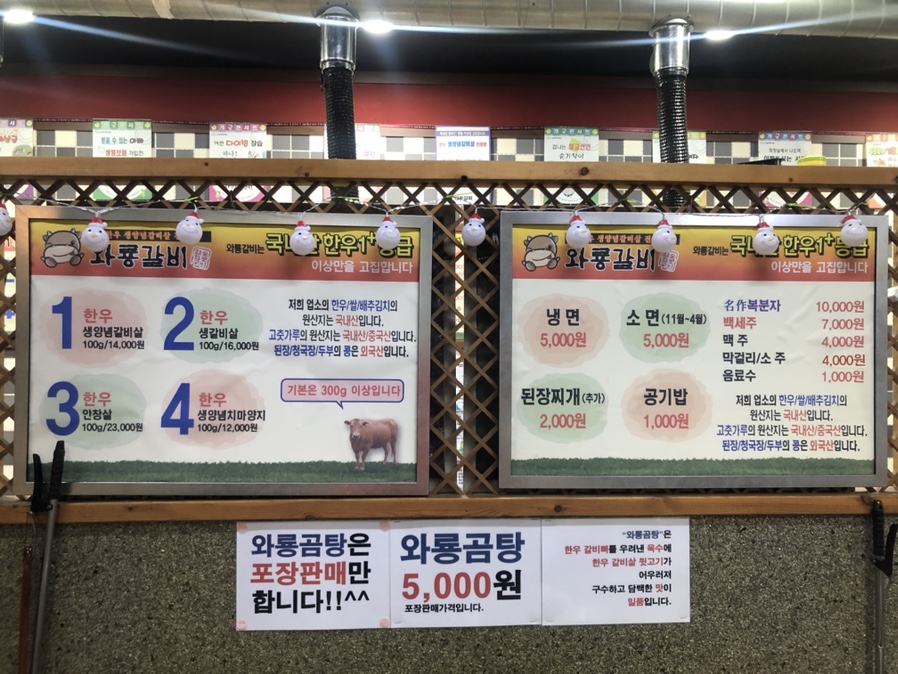 와룡갈비
와룡갈비는
이상만을 고집합니다
1 한우
생양념갈비살
100g/14,000원
2 한우
생갈비살
100g/16,000원
3 한우
안창살
100g/23,000원
4 한우
생양념치마양지
100g/12,000원
저희 업소의 한우/쌀/배추김치의
원산지는 국내산입니다.
고춧가루의 원산지는 국내산/중국산입니다.
된장/청국장/두부의 콩은 외국산입니다.
기본은 300g 이상입니다
와룡갈비
와룡갈비는
한우1+등급
이상만을 고집합니다
냉면
5,000원
소면(11월~4월)
5,000원
된장찌개(추가)
2,000원
공기밥
1,000원
名作복분자 10,000원
백세주 7,000원
맥 주 4,000원
막걸리/소 주 4,000원
음료수 1,000원
저희 업소의 한우/쌀/배추김치의
원산지는 국내산입니다.
고춧가루의 원산지는 국내산/중국산입니다.
된장/청국장/두부의 콩은 외국산입니다.
와룡곰탕은
포장판매만
합니다!!^^
와룡곰탕
5,000원
포장판매가격입니다.
"와룡곰탕"은
한우 갈비뼈를 우려낸 육수에
한우 갈비살 뒷고기가
어우러져
구수하고 담백한 맛이
일품입니다.